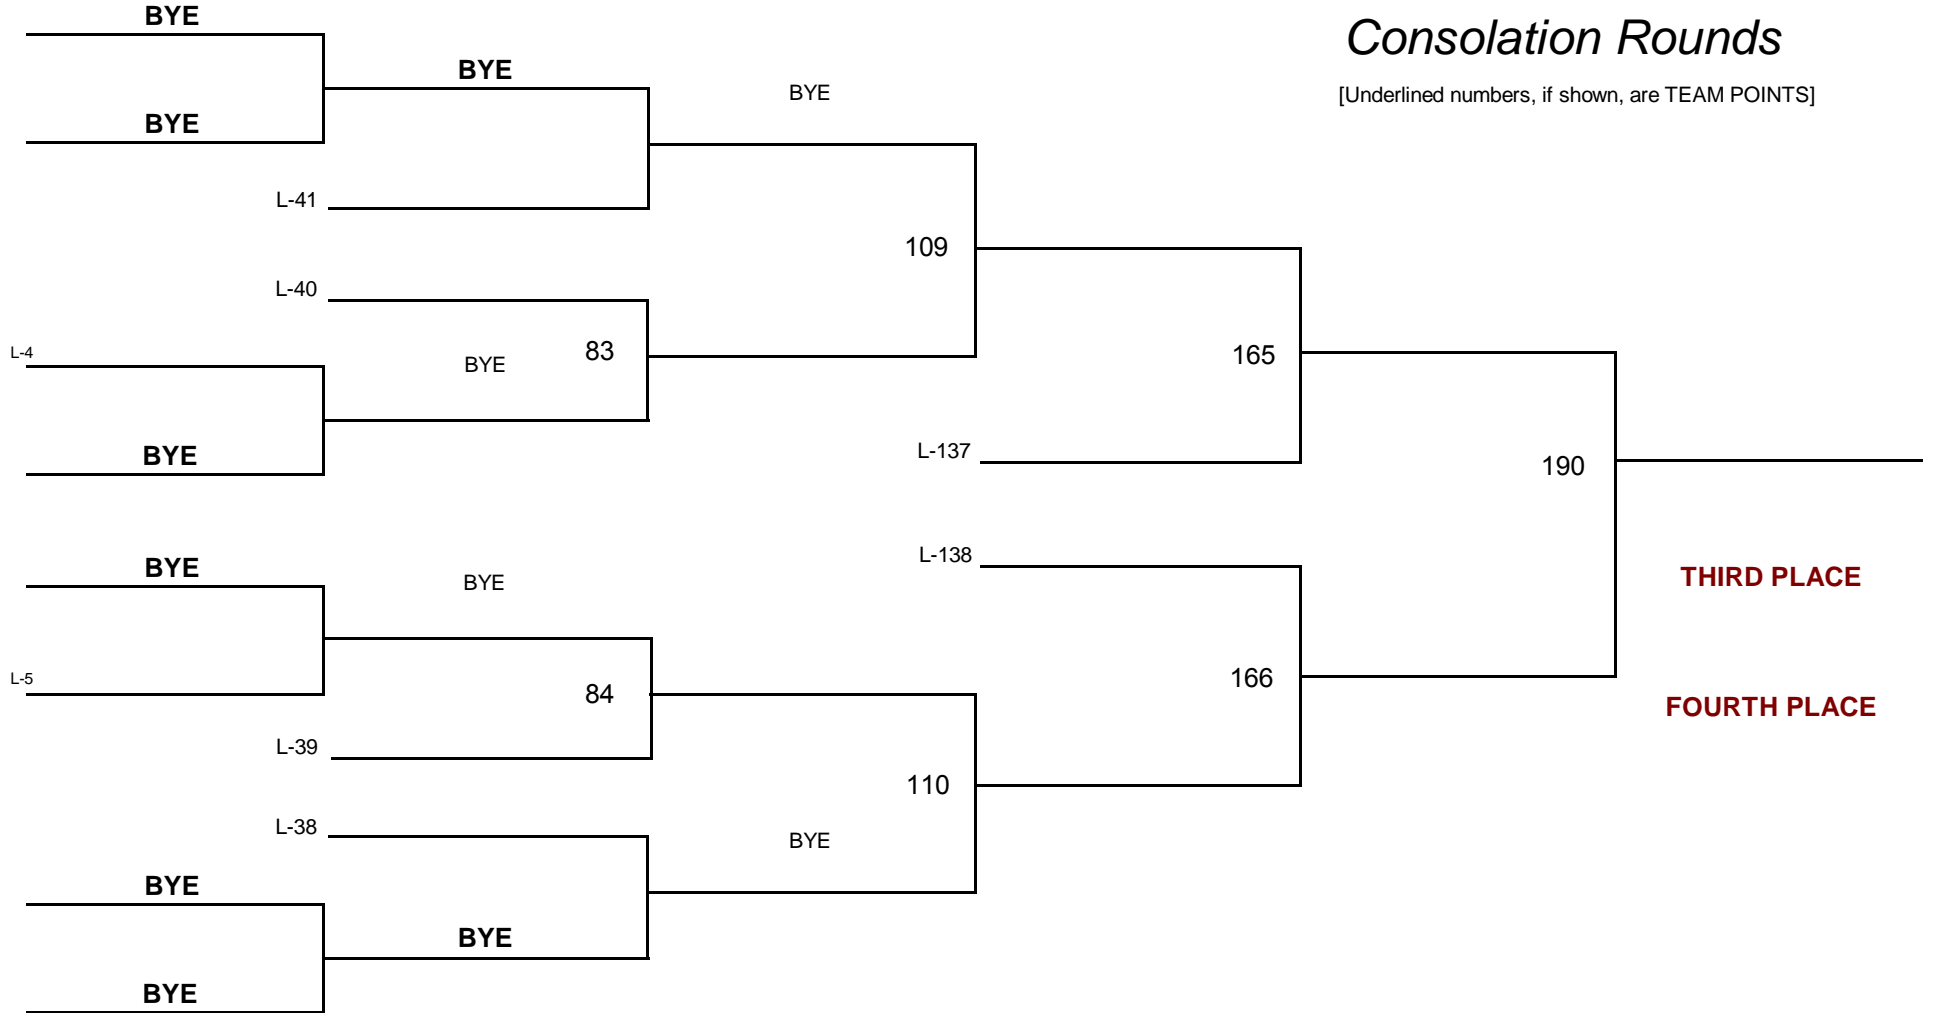 BYE
Consolation Rounds
BYE
BYE
[Underlined numbers, if shown, are TEAM POINTS]
BYE
L-41
109
L-40
L-4
BYE
83
165
BYE
L-137
190
L-138
BYE
BYE
THIRD PLACE
L-5
84
166
FOURTH PLACE
L-39
110
L-38
BYE
BYE
BYE
BYE